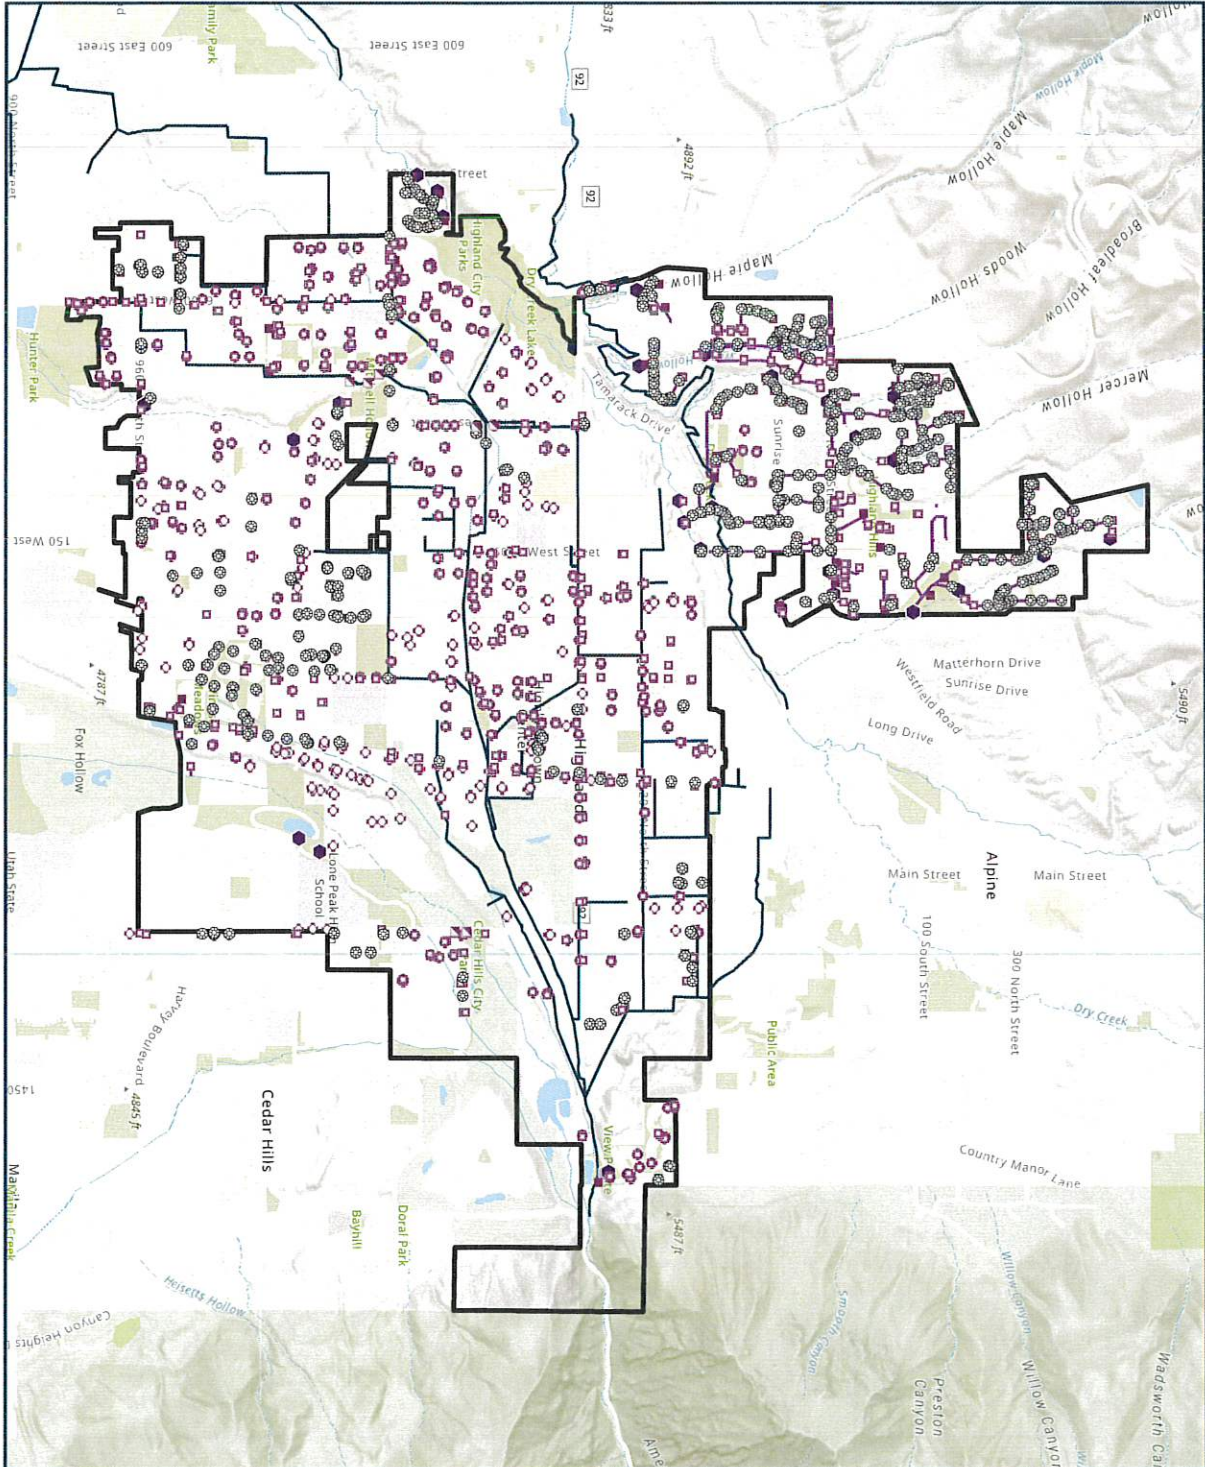 600 East Street
600 East Street
833 ft
92
Maple Hollow
Maple Hollow
4892 ft
92
Woods Hollow
Broadleaf Hollow
Highland City
Parks
Maple Hollow
Dry Creek Lake
Hollow
Mercer Hollow
Hunter Park
Tamarack Drive
Sunrise
Highland Hills
150 West
West Street
Matterhorn Drive
Sunrise Drive
Westfield Road
Long Drive
5490 ft
4787 ft
Fox Hollow
Utah State
School
Alpine
Main Street
Main Street
100 South Street
300 North Street
Cedar Hills City
Dry Creek
Public Area
Harvey Boulevard
4845 ft
1450
Cedar Hills
Country Manor Lane
Bayhill
Doral Park
5487 ft
Heisetts Hollow
Canyon Heights
Smooth Canyon
Preston
Canyon
Willow Canyon
Willow Canyon
Wadsworth Ca
Ame